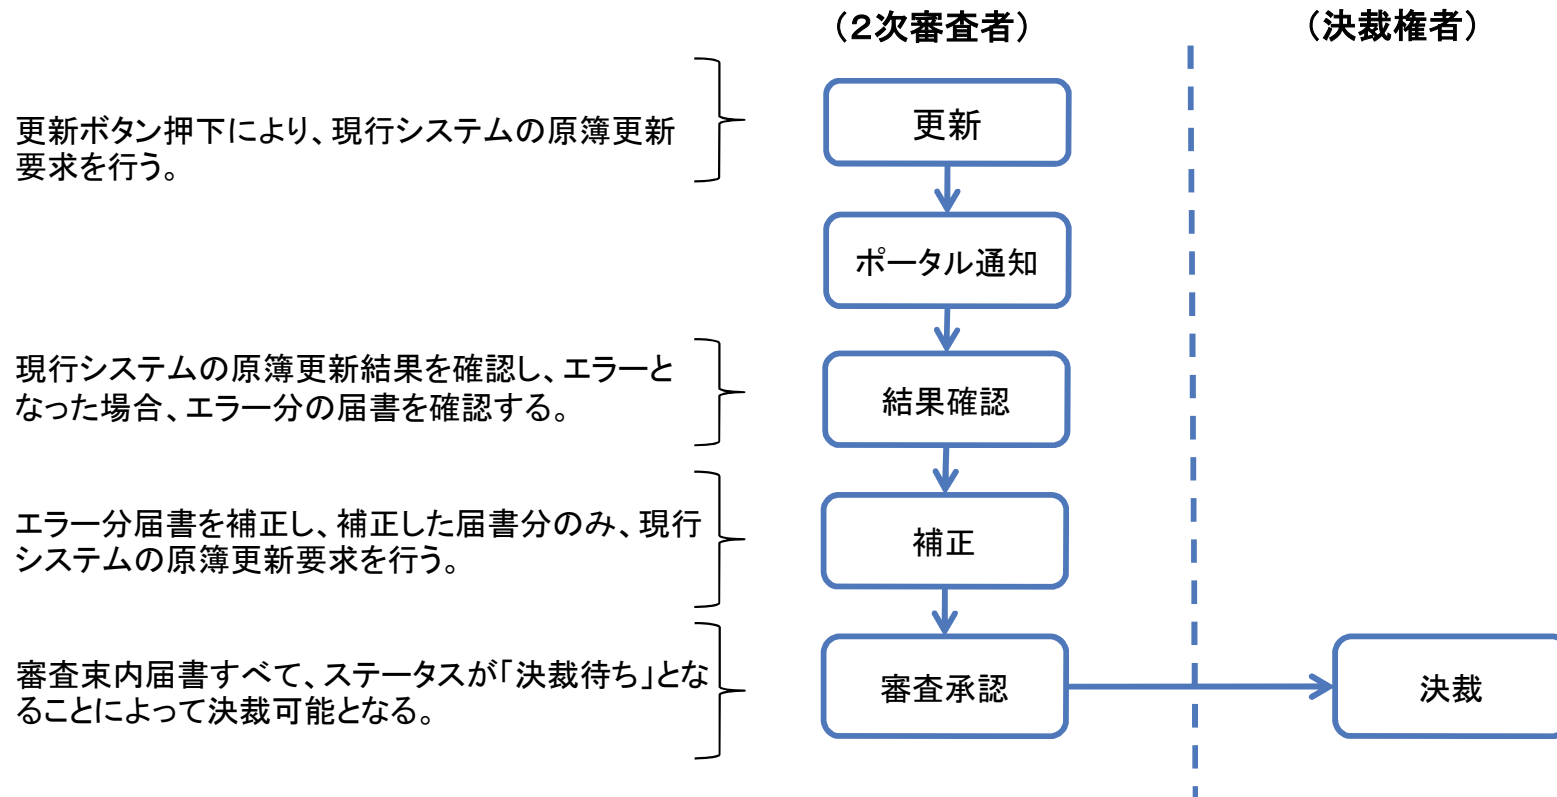 （２次審査者）
（決裁権者）
更新ボタン押下により、現行システムの原簿更新
要求を行う。
更新
ポータル通知
現行システムの原簿更新結果を確認し、エラーと
なった場合、エラー分の届書を確認する。
結果確認
エラー分届書を補正し、補正した届書分のみ、現行
システムの原簿更新要求を行う。
補正
審査束内届書すべて、ステータスが「決裁待ち」とな
ることによって決裁可能となる。
審査承認
決裁